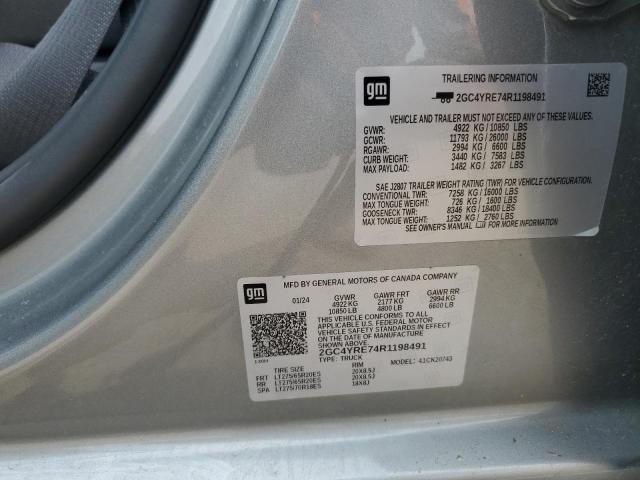 gm
TRAILERING INFORMATION
2GC4YRE74R1198491
VEHICLE AND TRAILER MUST NOT EXCEED ANY OF THESE VALUES.
GVWR: 4922 KG/10850 LBS
GCWR: 11793 KG/26000 LBS
RGAWR: 2994 KG/ 6600 LBS
CURB WEIGHT: 3440 KG/ 7583 LBS
MAX PAYLOAD: 1482 KG/ 3267 LBS
SAE J2807 TRAILER WEIGHT RATING (TWR) FOR VEHICLE CONFIGURATION.
CONVENTIONAL TWR: 7258 KG/16000 LBS
MAX TONGUE WEIGHT: 726 KG/ 1600 LBS
GOOSENECK TWR: 8346 KG/18400 LBS
MAX TONGUE WEIGHT: 1252 KG/ 2760 LBS
SEE OWNER'S MANUAL FOR MORE INFORMATION.
gm
MFD BY GENERAL MOTORS OF CANADA COMPANY
01/24 GVWR GAWR FRT GAWR RR
4922 KG 2177 KG 2994 KG
10850 LB 4800 LB 6600 LB
THIS VEHICLE CONFORMS TO ALL
APPLICABLE U.S. FEDERAL MOTOR
VEHICLE SAFETY STANDARDS IN EFFECT
ON THE DATE OF MANUFACTURE
SHOWN ABOVE.
2GC4YRE74R1198491
TYPE: TRUCK MODEL: 41CK20743
TIRE SIZE RIM
FRT LT275/65R20ES 20X8.5J
RR LT275/65R20ES 20X8.5J
SPA LT275/70R18ES 18X8J